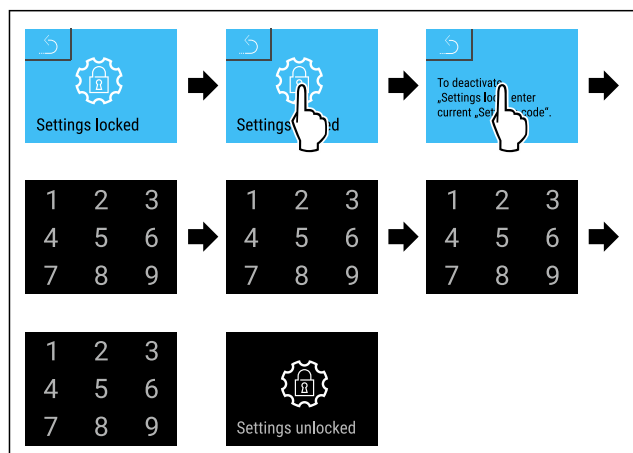 Settings locked
Settings
To deactivate
„Settings enter
current code“.
1 2 3
4 5 6
7 8 9
1 2 3
4 5 6
7 8 9
1 2 3
4 5 6
7 8 9
1 2 3
4 5 6
7 8 9
Settings unlocked